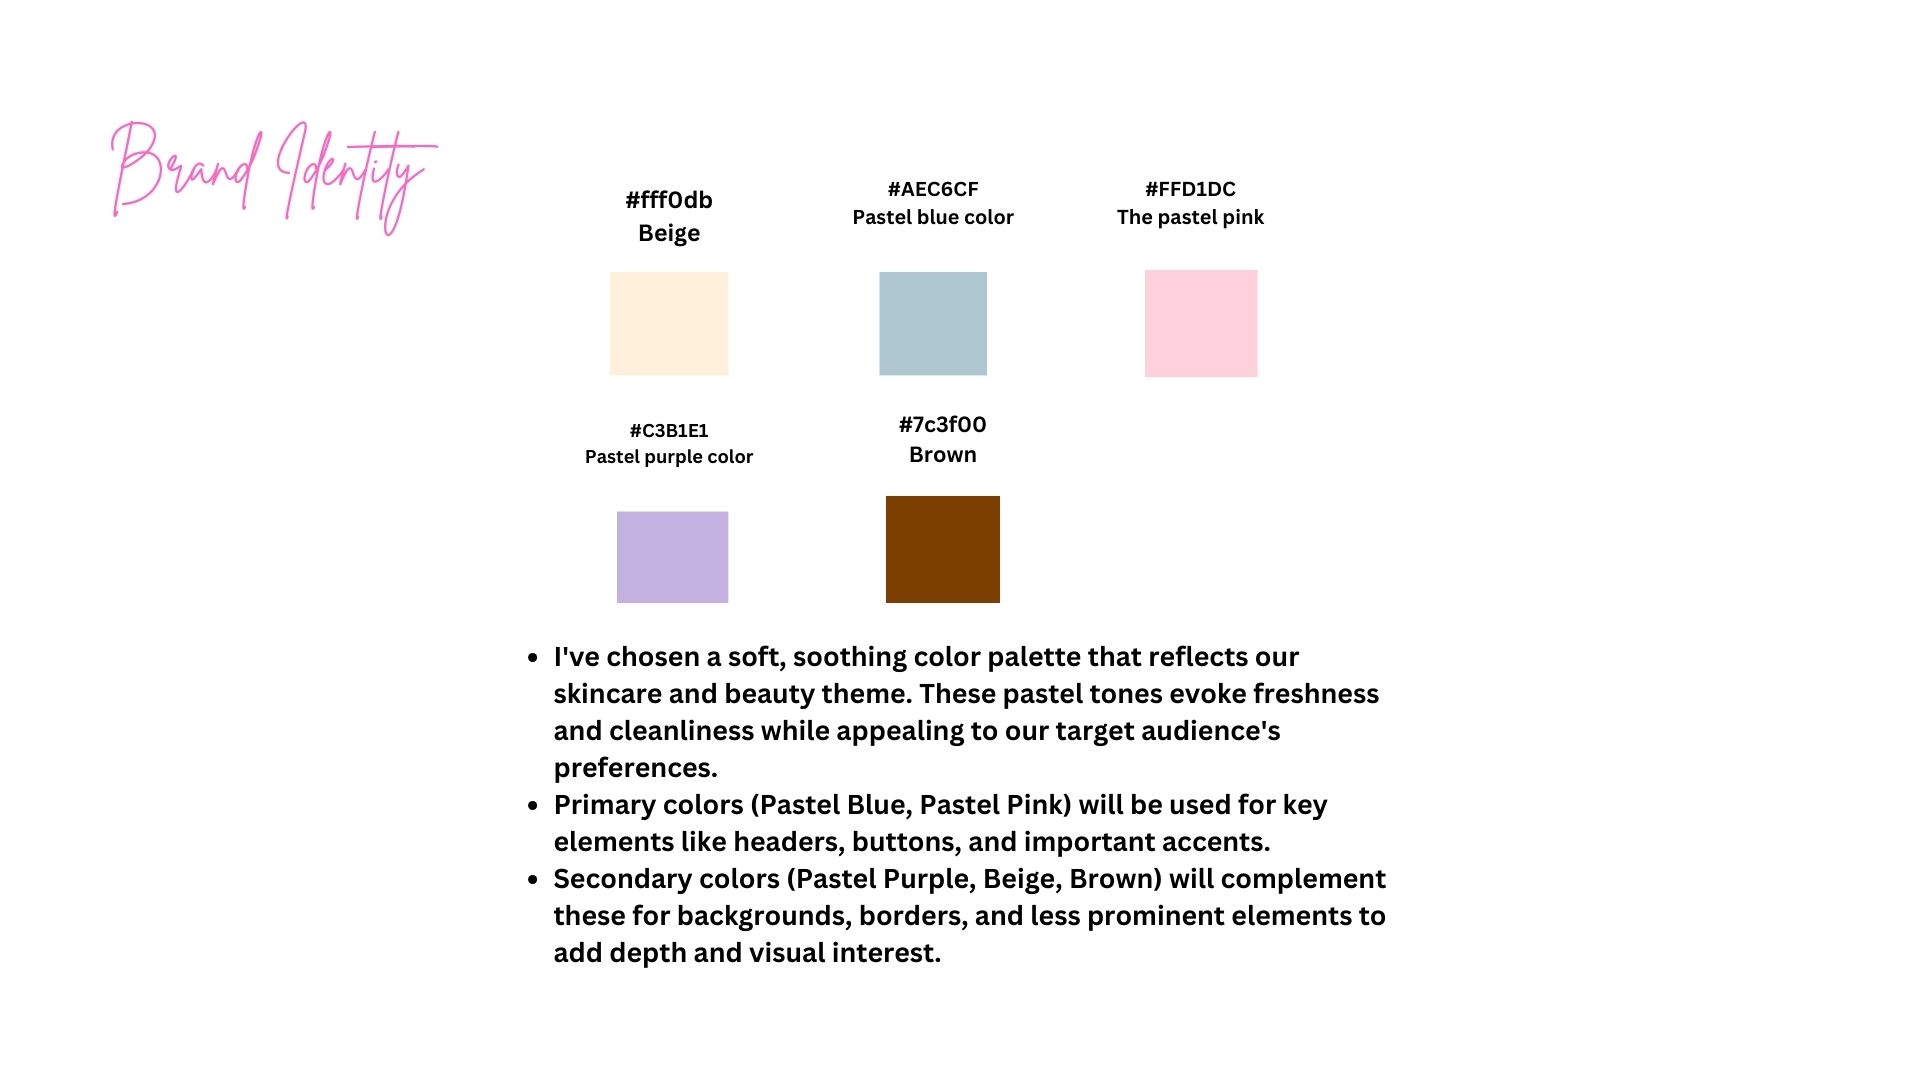 Brand Identity
#fff0db
Beige
#AEC6CF
Pastel blue color
#FFD1DC
The pastel pink
#C3B1E1
Pastel purple color
#7c3f00
Brown
• I've chosen a soft, soothing color palette that reflects our
skincare and beauty theme. These pastel tones evoke freshness
and cleanliness while appealing to our target audience's
preferences.
• Primary colors (Pastel Blue, Pastel Pink) will be used for key
elements like headers, buttons, and important accents.
• Secondary colors (Pastel Purple, Beige, Brown) will complement
these for backgrounds, borders, and less prominent elements to
add depth and visual interest.